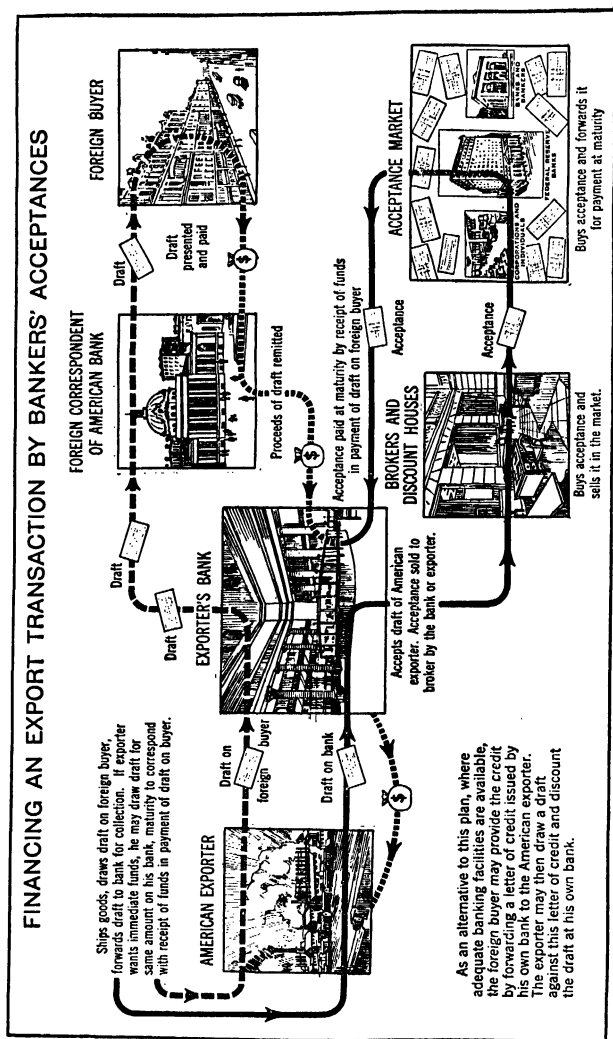 FINANCING AN EXPORT TRANSACTION BY BANKERS' ACCEPTANCES
Ships goods, draws draft on foreign buyer,
forwards draft to bank for collection. If exporter
wants immediate funds, he may draw draft for
same amount on his bank, maturity to correspond
with receipt of funds in payment of draft on buyer.
AMERICAN EXPORTER
Draft on
foreign buyer
Draft on bank
$
Draft
Draft
EXPORTER'S BANK
Accepts draft of American
exporter. Acceptance sold to
broker by the bank or exporter.
FOREIGN CORRESPONDENT
OF AMERICAN BANK
Draft
FOREIGN BUYER
Draft
presented
and paid
$
Proceeds of draft remitted
$
Acceptance paid at maturity by receipt of funds
in payment of draft on foreign buyer
Acceptance
BROKERS AND
DISCOUNT HOUSES
Buys acceptance and
sells it in the market.
Acceptance
ACCEPTANCE MARKET
CORPORATIONS AND
INDIVIDUALS
FEDERAL RESERVE
BANKS
BANKS AND
BANKERS
Buys acceptance and forwards it
for payment at maturity
As an alternative to this plan, where
adequate banking facilities are available,
the foreign buyer may provide the credit
by forwarding a letter of credit issued by
his own bank to the American exporter.
The exporter may then draw a draft
against this letter of credit and discount
the draft at his own bank.